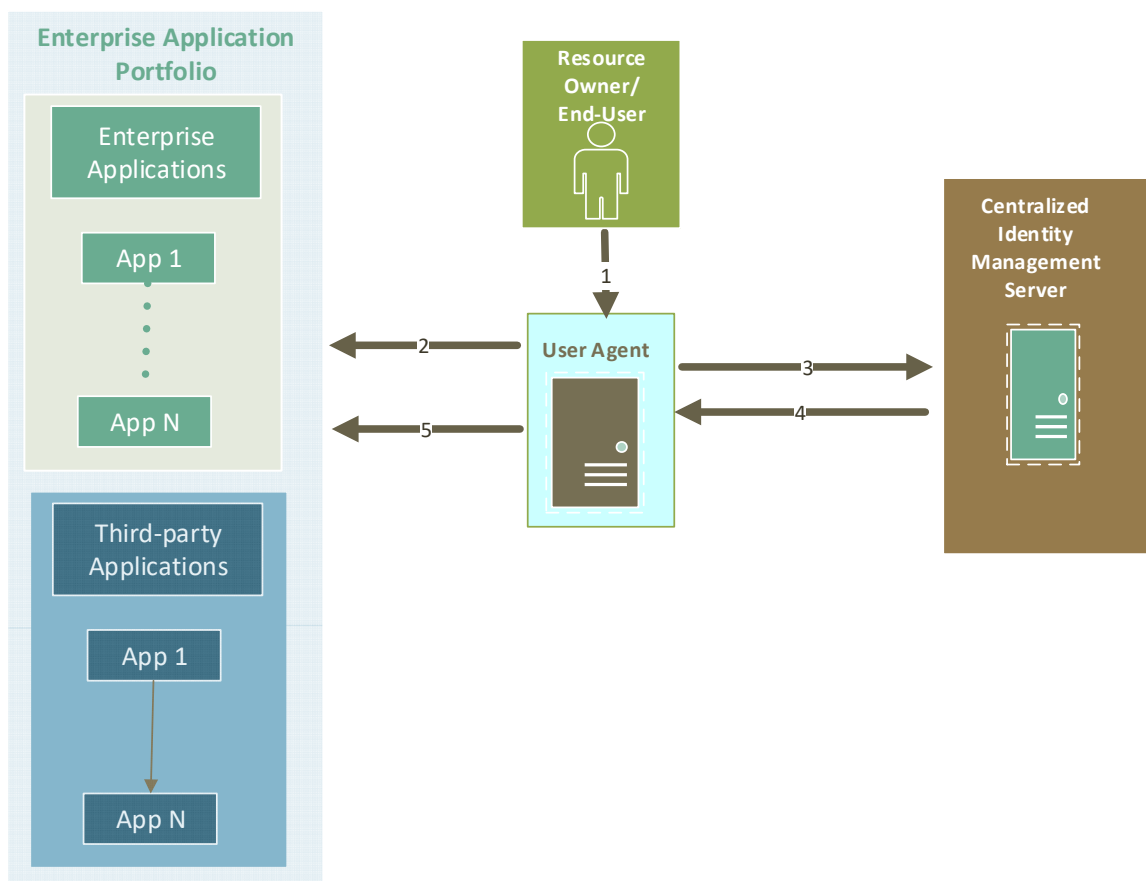 Enterprise Application
Portfolio
Enterprise
Applications
App 1
App N
Third-party
Applications
App 1
App N
Resource
Owner/
End-User
1
2
User Agent
3
4
5
Centralized
Identity
Management
Server